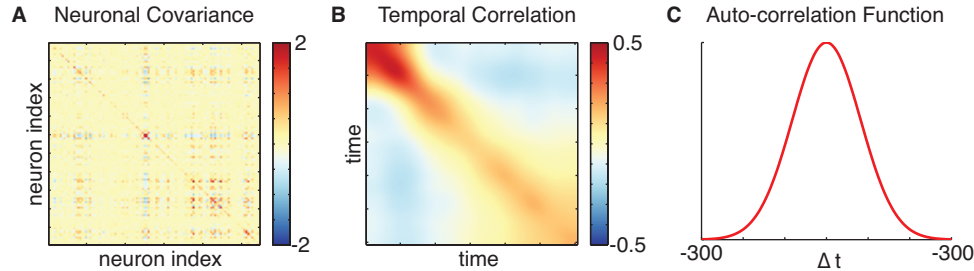 A Neuronal Covariance
neuron index
neuron index
2
-2
B Temporal Correlation
time
time
0.5
-0.5
C Auto-correlation Function
-300
Δ t
-300